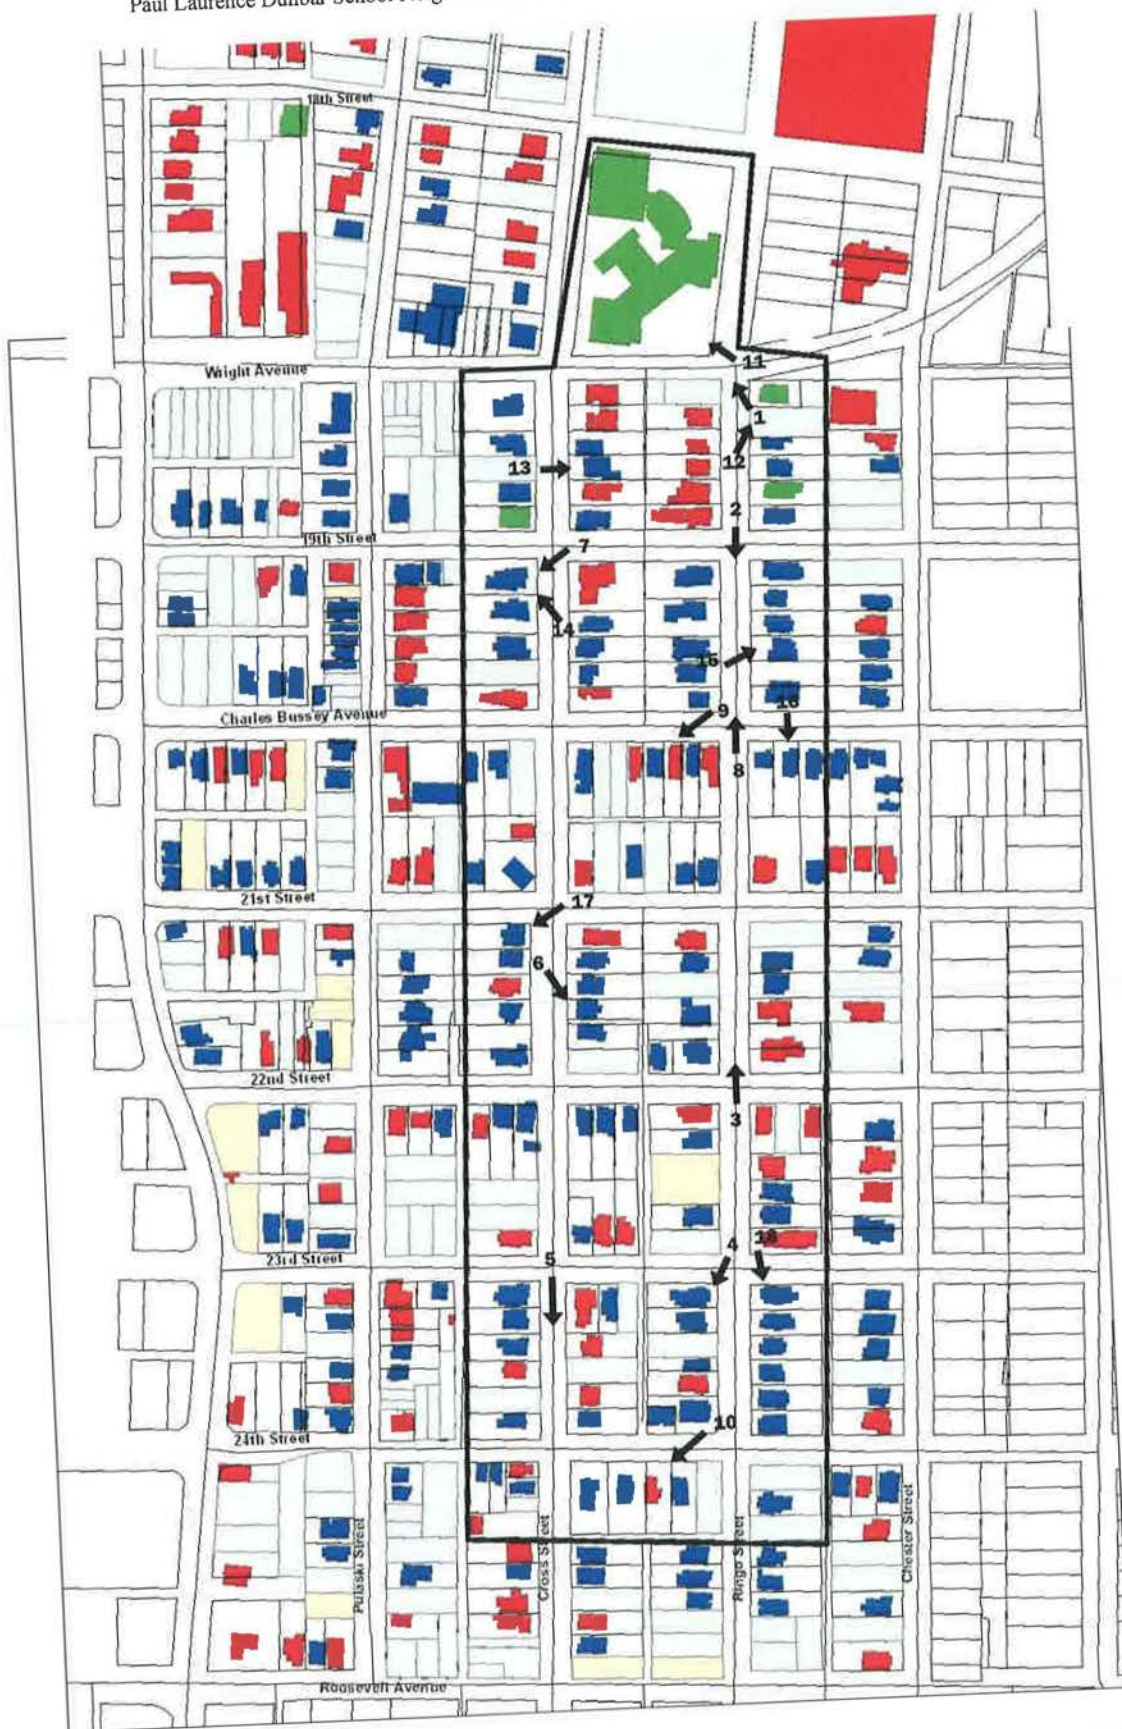 Paul Laurence Dunbar School
18th Street
Wright Avenue
11
1
13
12
2
19th Street
7
14
15
16
Charles Bussey Avenue
9
8
21st Street
17
6
22nd Street
3
23rd Street
5
4
18
24th Street
10
Pulaski Street
Cross Street
Ringo Street
Chester Street
Roosevelt Avenue